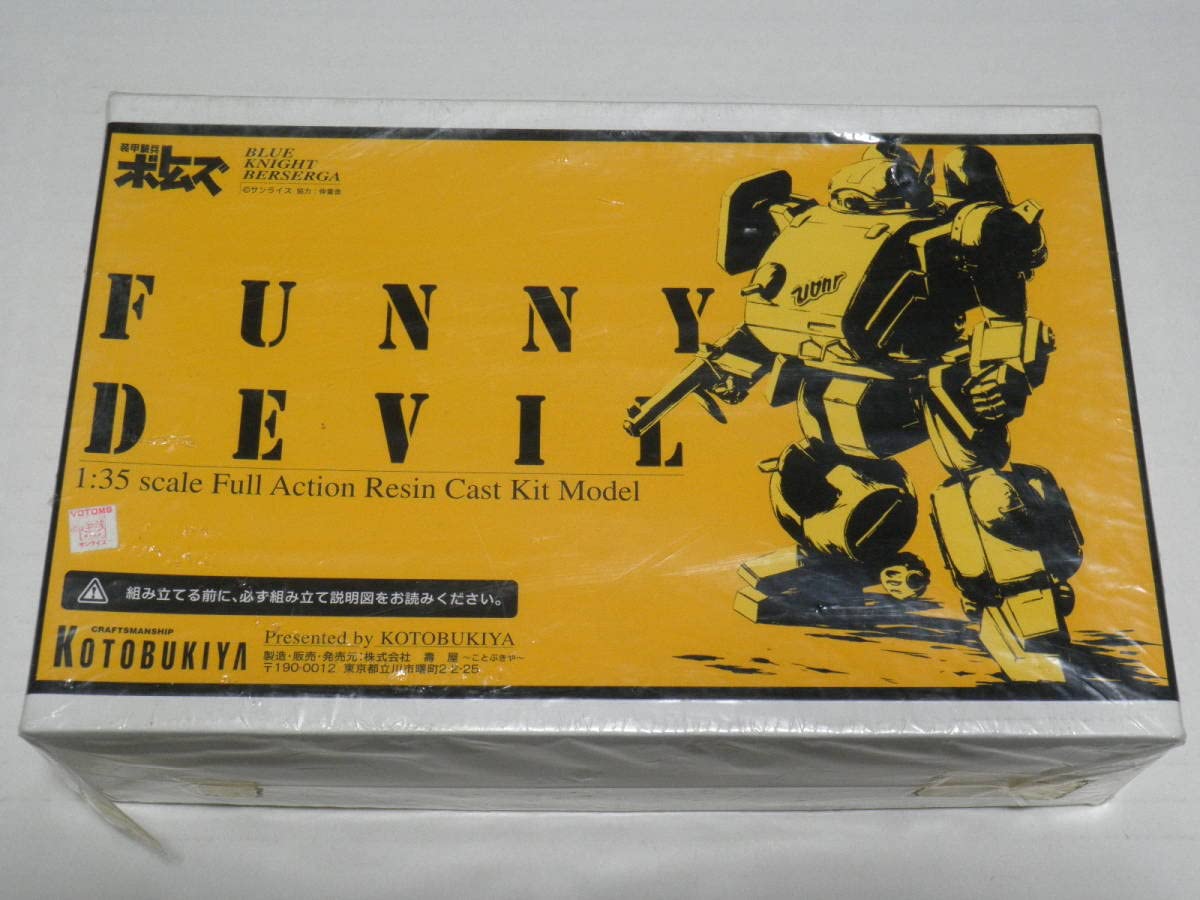 装甲騎兵
ボトムズ
BLUE
KNIGHT
BERSERGA
©サンライズ 協力:伸童舎
FUNNY
DEVIL
1:35 scale Full Action Resin Cast Kit Model
VOTOMS
サンライズ
組み立てる前に、必ず組み立て説明図をお読みください。
CRAFTSMANSHIP
KOTOBUKIYA
Presented by KOTOBUKIYA
製造・販売・発売元:株式会社 壽 屋 ~ことぶきや~
〒190-0012 東京都立川市曙町2-2-25